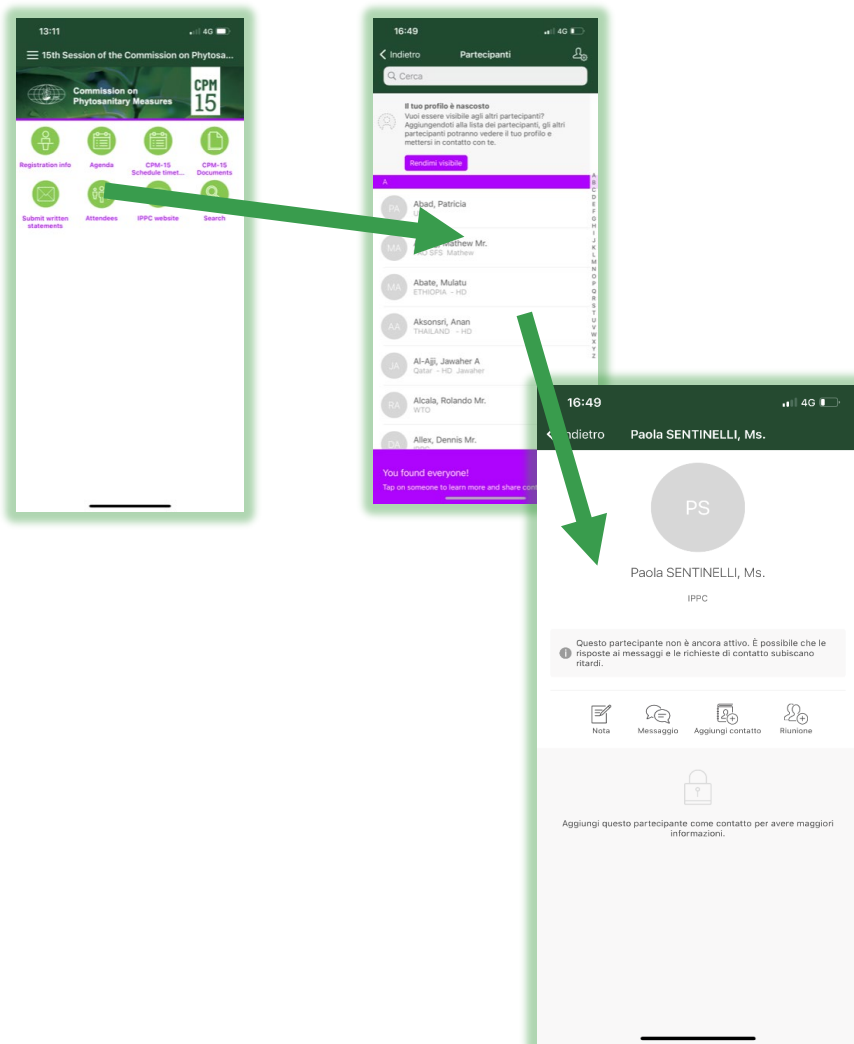 13:11
4G
15th Session of the Commission on Phytosa...
Commission on
Phytosanitary Measures
CPM
15
Registration info
Agenda
CPM-15
Schedule timet...
CPM-15
Documents
Submit written
statements
Attendees
IPPC website
Search
16:49
4G
Indietro
Partecipanti
Cerca
Il tuo profilo è nascosto
Vuoi essere visibile agli altri partecipanti?
Aggiungendoti alla lista dei partecipanti, gli altri
partecipanti potranno vedere il tuo profilo e
mettersi in contatto con te.
Rendimi visibile
A
PA
Abad, Patricia
MA
Mathew Mr.
SFS Mathew
MA
Abate, Mulatu
ETHIOPIA - HD
AA
Aksonsri, Anan
THAILAND - HD
JA
Al-Ajji, Jawaher A
Qatar - HD Jawaher
RA
Alcala, Rolando Mr.
WTO
DA
Allex, Dennis Mr.
You found everyone!
Tap on someone to learn more and share
A
B
C
D
E
F
G
H
I
J
K
L
M
N
O
P
Q
R
S
T
U
V
W
X
Y
Z
16:49
4G
Paola SENTINELLI, Ms.
PS
Paola SENTINELLI, Ms.
IPPC
Questo partecipante non è ancora attivo. È possibile che le
risposte ai messaggi e le richieste di contatto subiscano
ritardi.
Nota
Messaggio
Aggiungi contatto
Riunione
Aggiungi questo partecipante come contatto per avere maggiori
informazioni.